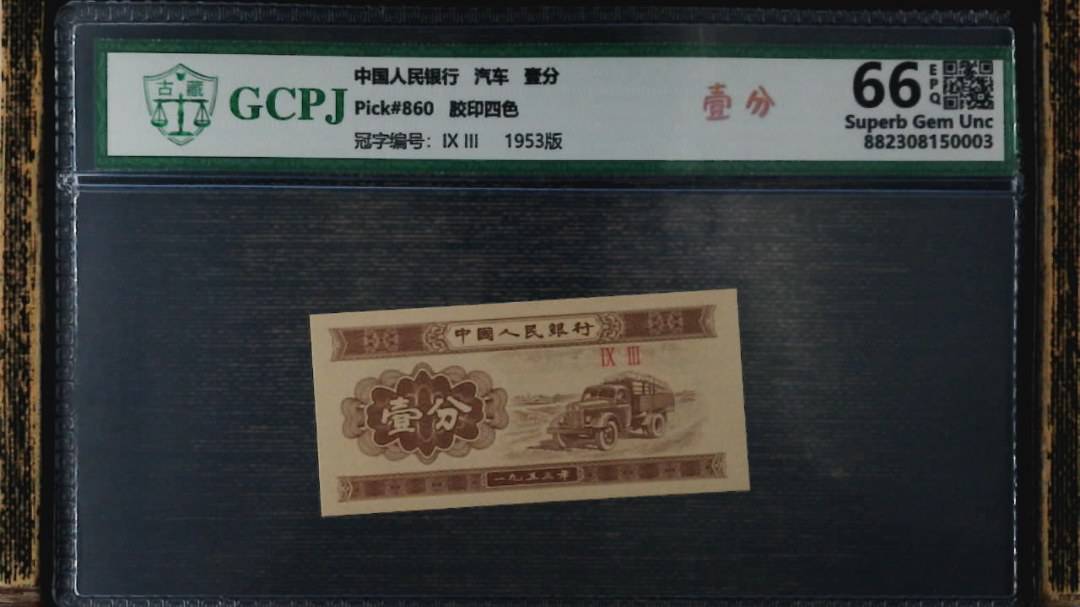 古藏
GCPJ
中国人民银行 汽车 壹分
Pick#860 胶印四色
冠字编号：IX III 1953版
壹分
66 EPQ
Superb Gem Unc
882308150003
中國人民銀行
IX III
壹分
一九五三年